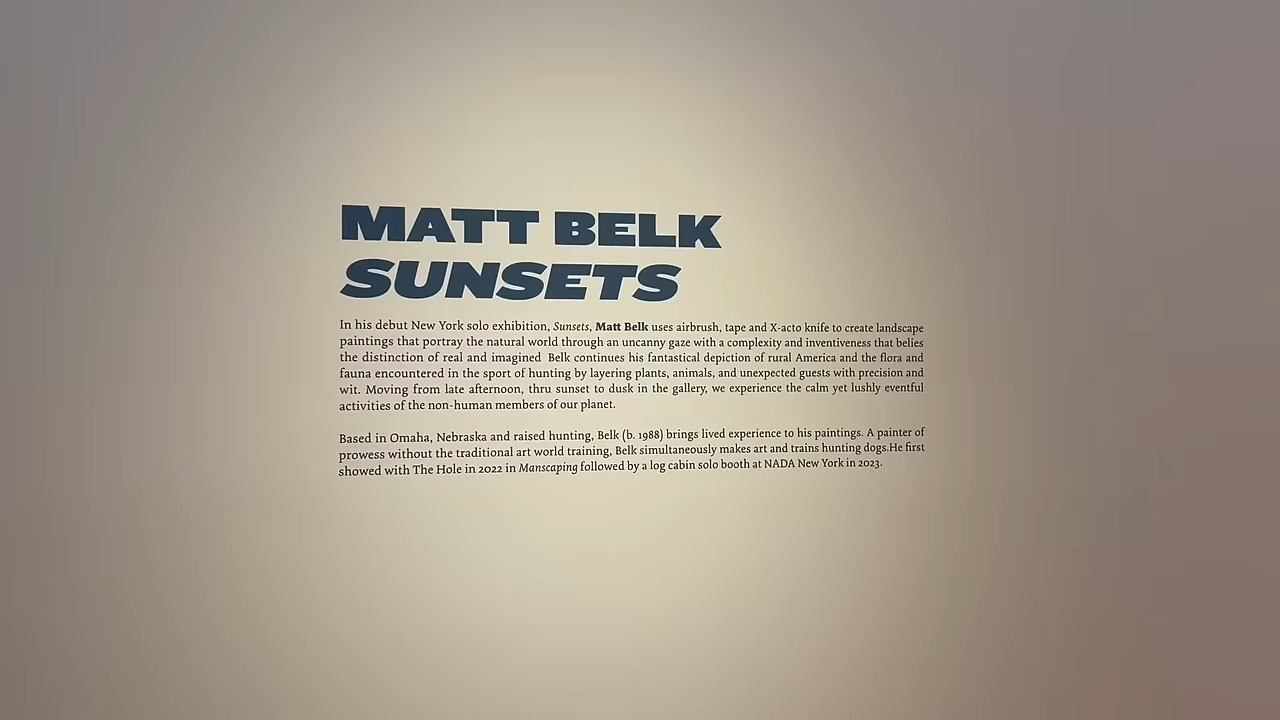 MATT BELK
SUNSETS
In his debut New York solo exhibition, Sunsets, Matt Belk uses airbrush, tape and X-acto knife to create landscape
paintings that portray the natural world through an uncanny gaze with a complexity and inventiveness that belies
the distinction of real and imagined  Belk continues his fantastical depiction of rural America and the flora and
fauna encountered in the sport of hunting by layering plants, animals, and unexpected guests with precision and
wit. Moving from late afternoon, thru sunset to dusk in the gallery, we experience the calm yet lushly eventful
activities of the non-human members of our planet.
Based in Omaha, Nebraska and raised hunting, Belk (b. 1988) brings lived experience to his paintings. A painter of
prowess without the traditional art world training, Belk simultaneously makes art and trains hunting dogs.He first
showed with The Hole in 2022 in Manscaping followed by a log cabin solo booth at NADA New York in 2023.